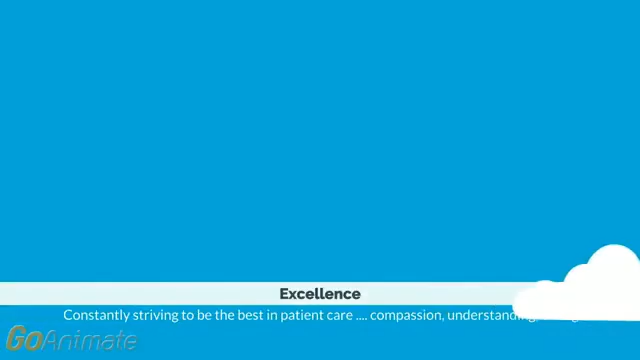 Excellence
Constantly striving to be the best in patient care .... compassion, understanding,
GoAnimate